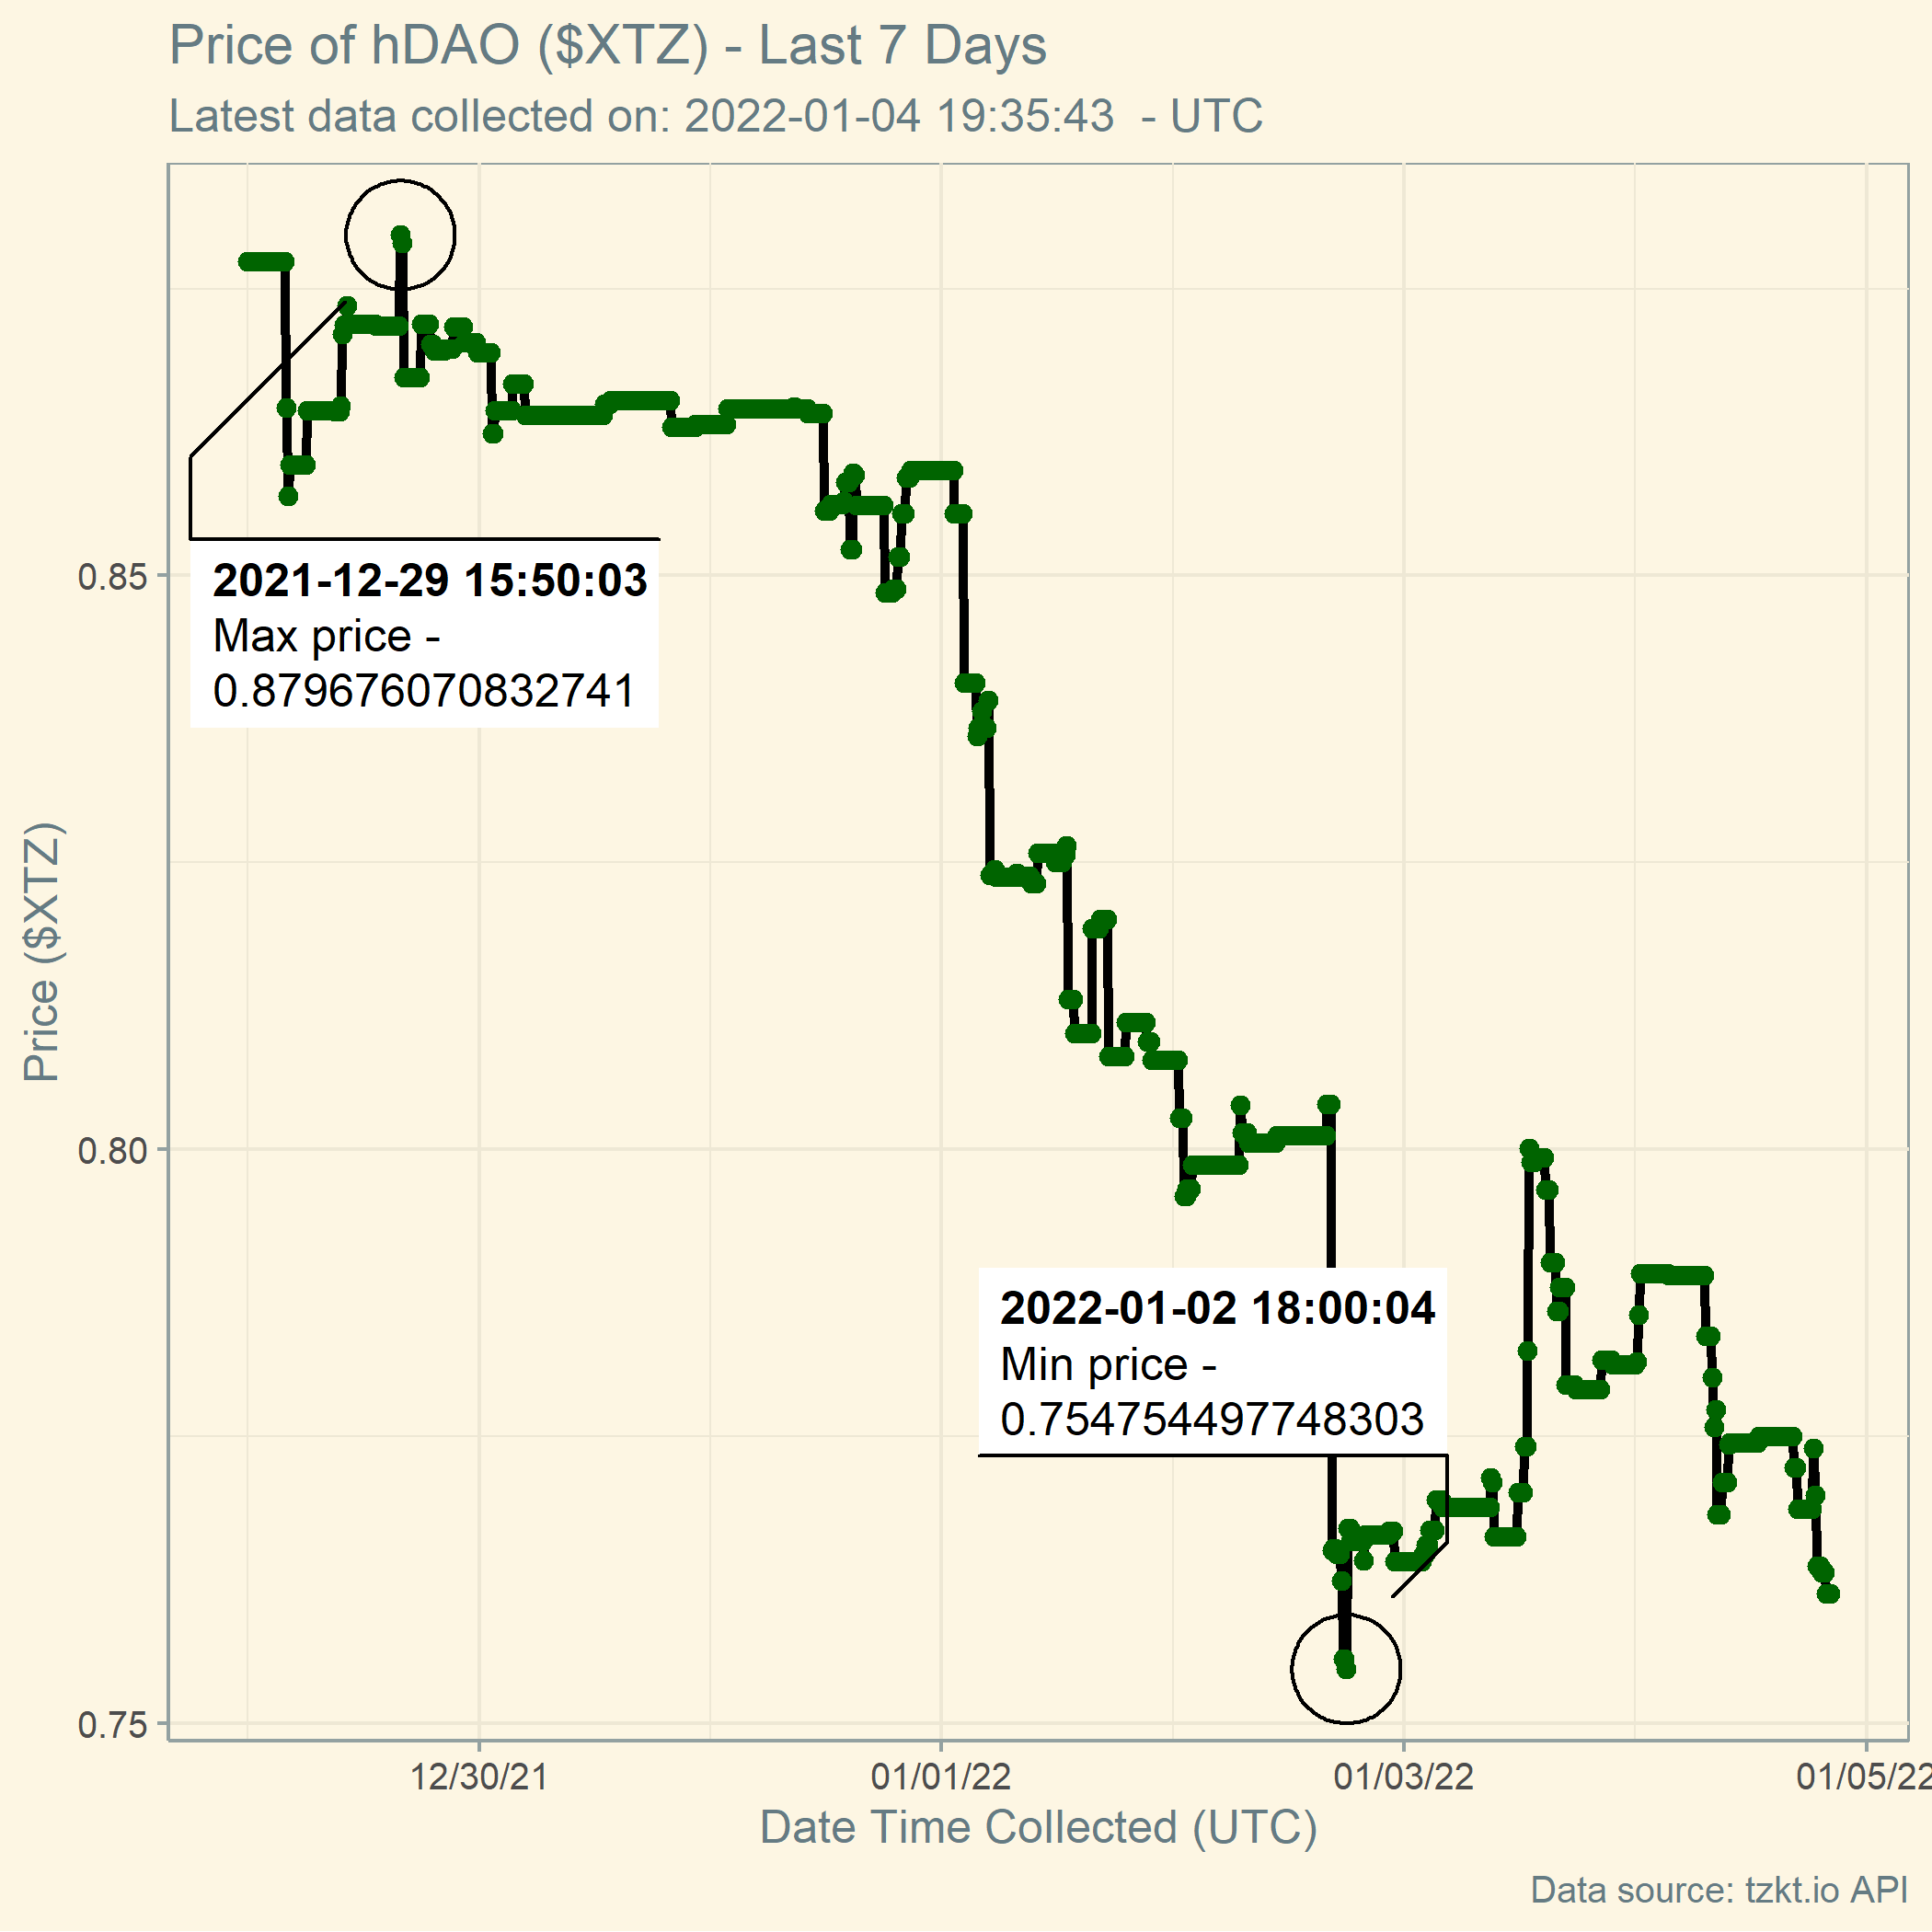 Price of hDAO ($XTZ) - Last 7 Days
Latest data collected on: 2022-01-04 19:35:43  - UTC
2021-12-29 15:50:03
Max price -
0.879676070832741
2022-01-02 18:00:04
Min price -
0.754754497748303
0.85
0.80
0.75
Price ($XTZ)
12/30/21
01/01/22
01/03/22
01/05/22
Date Time Collected (UTC)
Data source: tzkt.io API